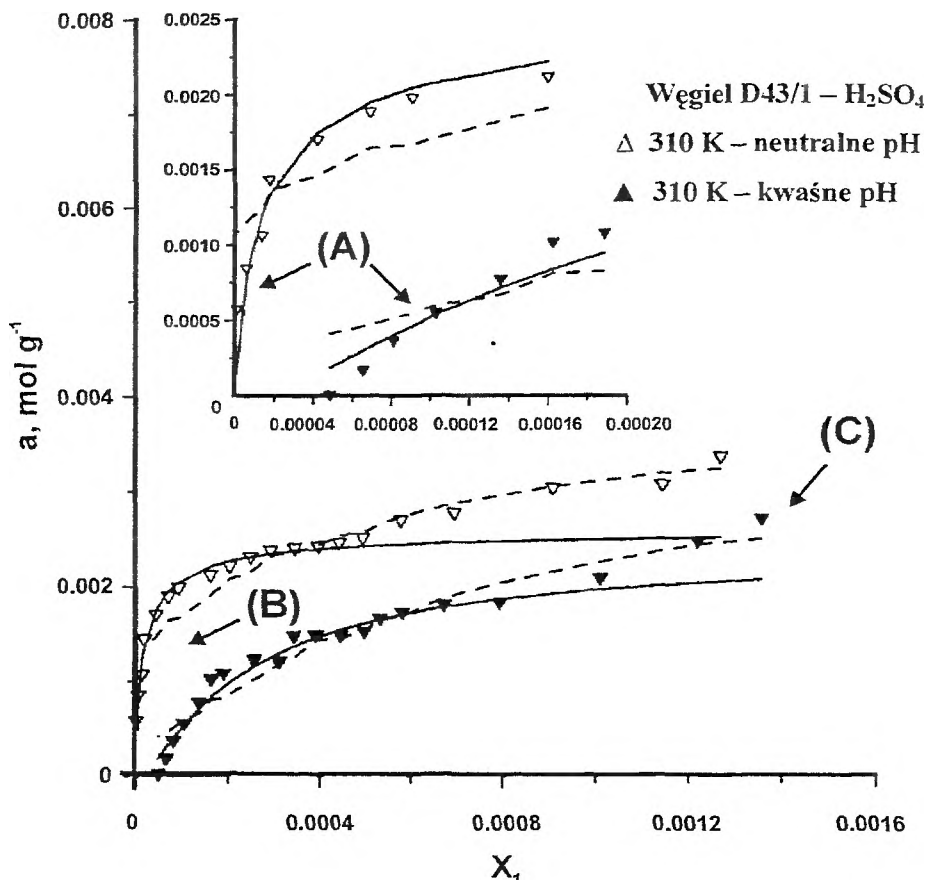 0.008
0.006
0.004
0.002
0
a, mol g⁻¹
0.0025
0.0020
0.0015
0.0010
0.0005
0
0 0.00004 0.00008 0.00012 0.00016 0.00020
(A)
Węgiel D43/1 – H₂SO₄
△ 310 K – neutralne pH
▲ 310 K – kwaśne pH
(B)
(C)
0 0.0004 0.0008 0.0012 0.0016
X₁